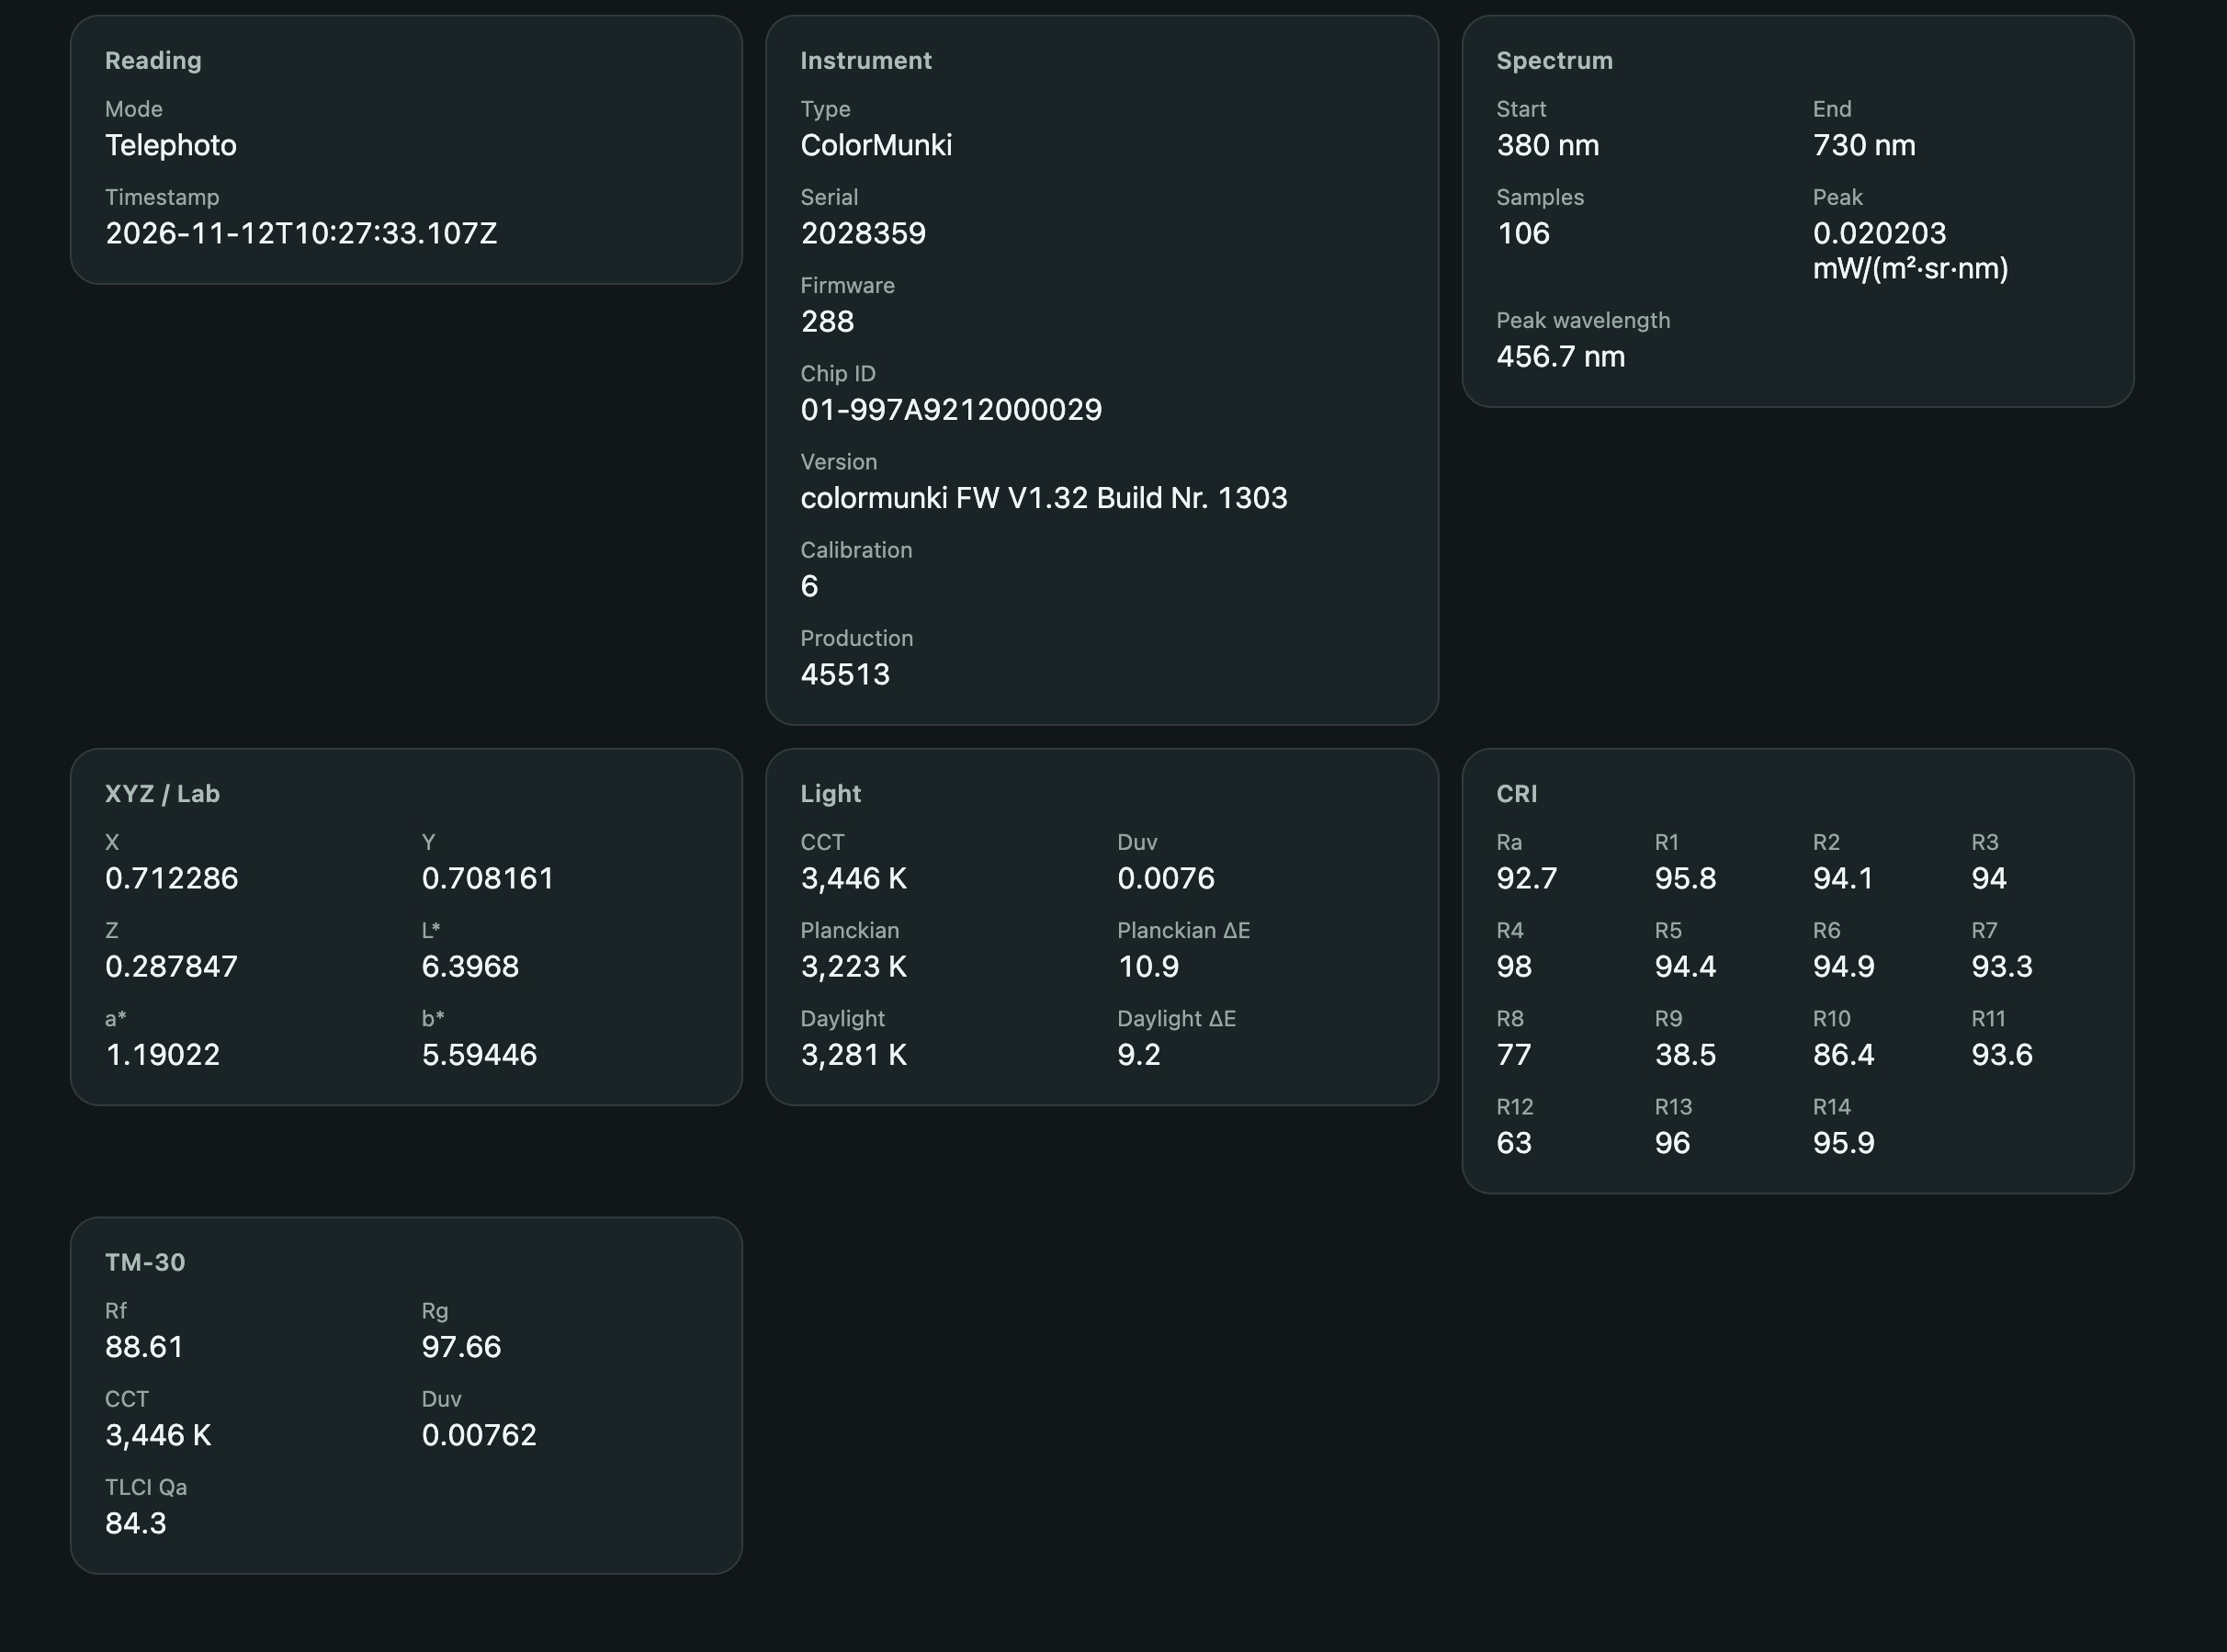 Reading
Mode
Telephoto
Timestamp
2026-11-12T10:27:33.107Z
Instrument
Type
ColorMunki
Serial
2028359
Firmware
288
Chip ID
01-997A9212000029
Version
colormunki FW V1.32 Build Nr. 1303
Calibration
6
Production
45513
Spectrum
Start End
380 nm 730 nm
Samples Peak
106 0.020203
mW/(m²·sr·nm)
Peak wavelength
456.7 nm
XYZ / Lab
X Y
0.712286 0.708161
Z L*
0.287847 6.3968
a* b*
1.19022 5.59446
Light
CCT Duv
3,446 K 0.0076
Planckian Planckian ΔE
3,223 K 10.9
Daylight Daylight ΔE
3,281 K 9.2
CRI
Ra R1 R2 R3
92.7 95.8 94.1 94
R4 R5 R6 R7
98 94.4 94.9 93.3
R8 R9 R10 R11
77 38.5 86.4 93.6
R12 R13 R14
63 96 95.9
TM-30
Rf Rg
88.61 97.66
CCT Duv
3,446 K 0.00762
TLCI Qa
84.3